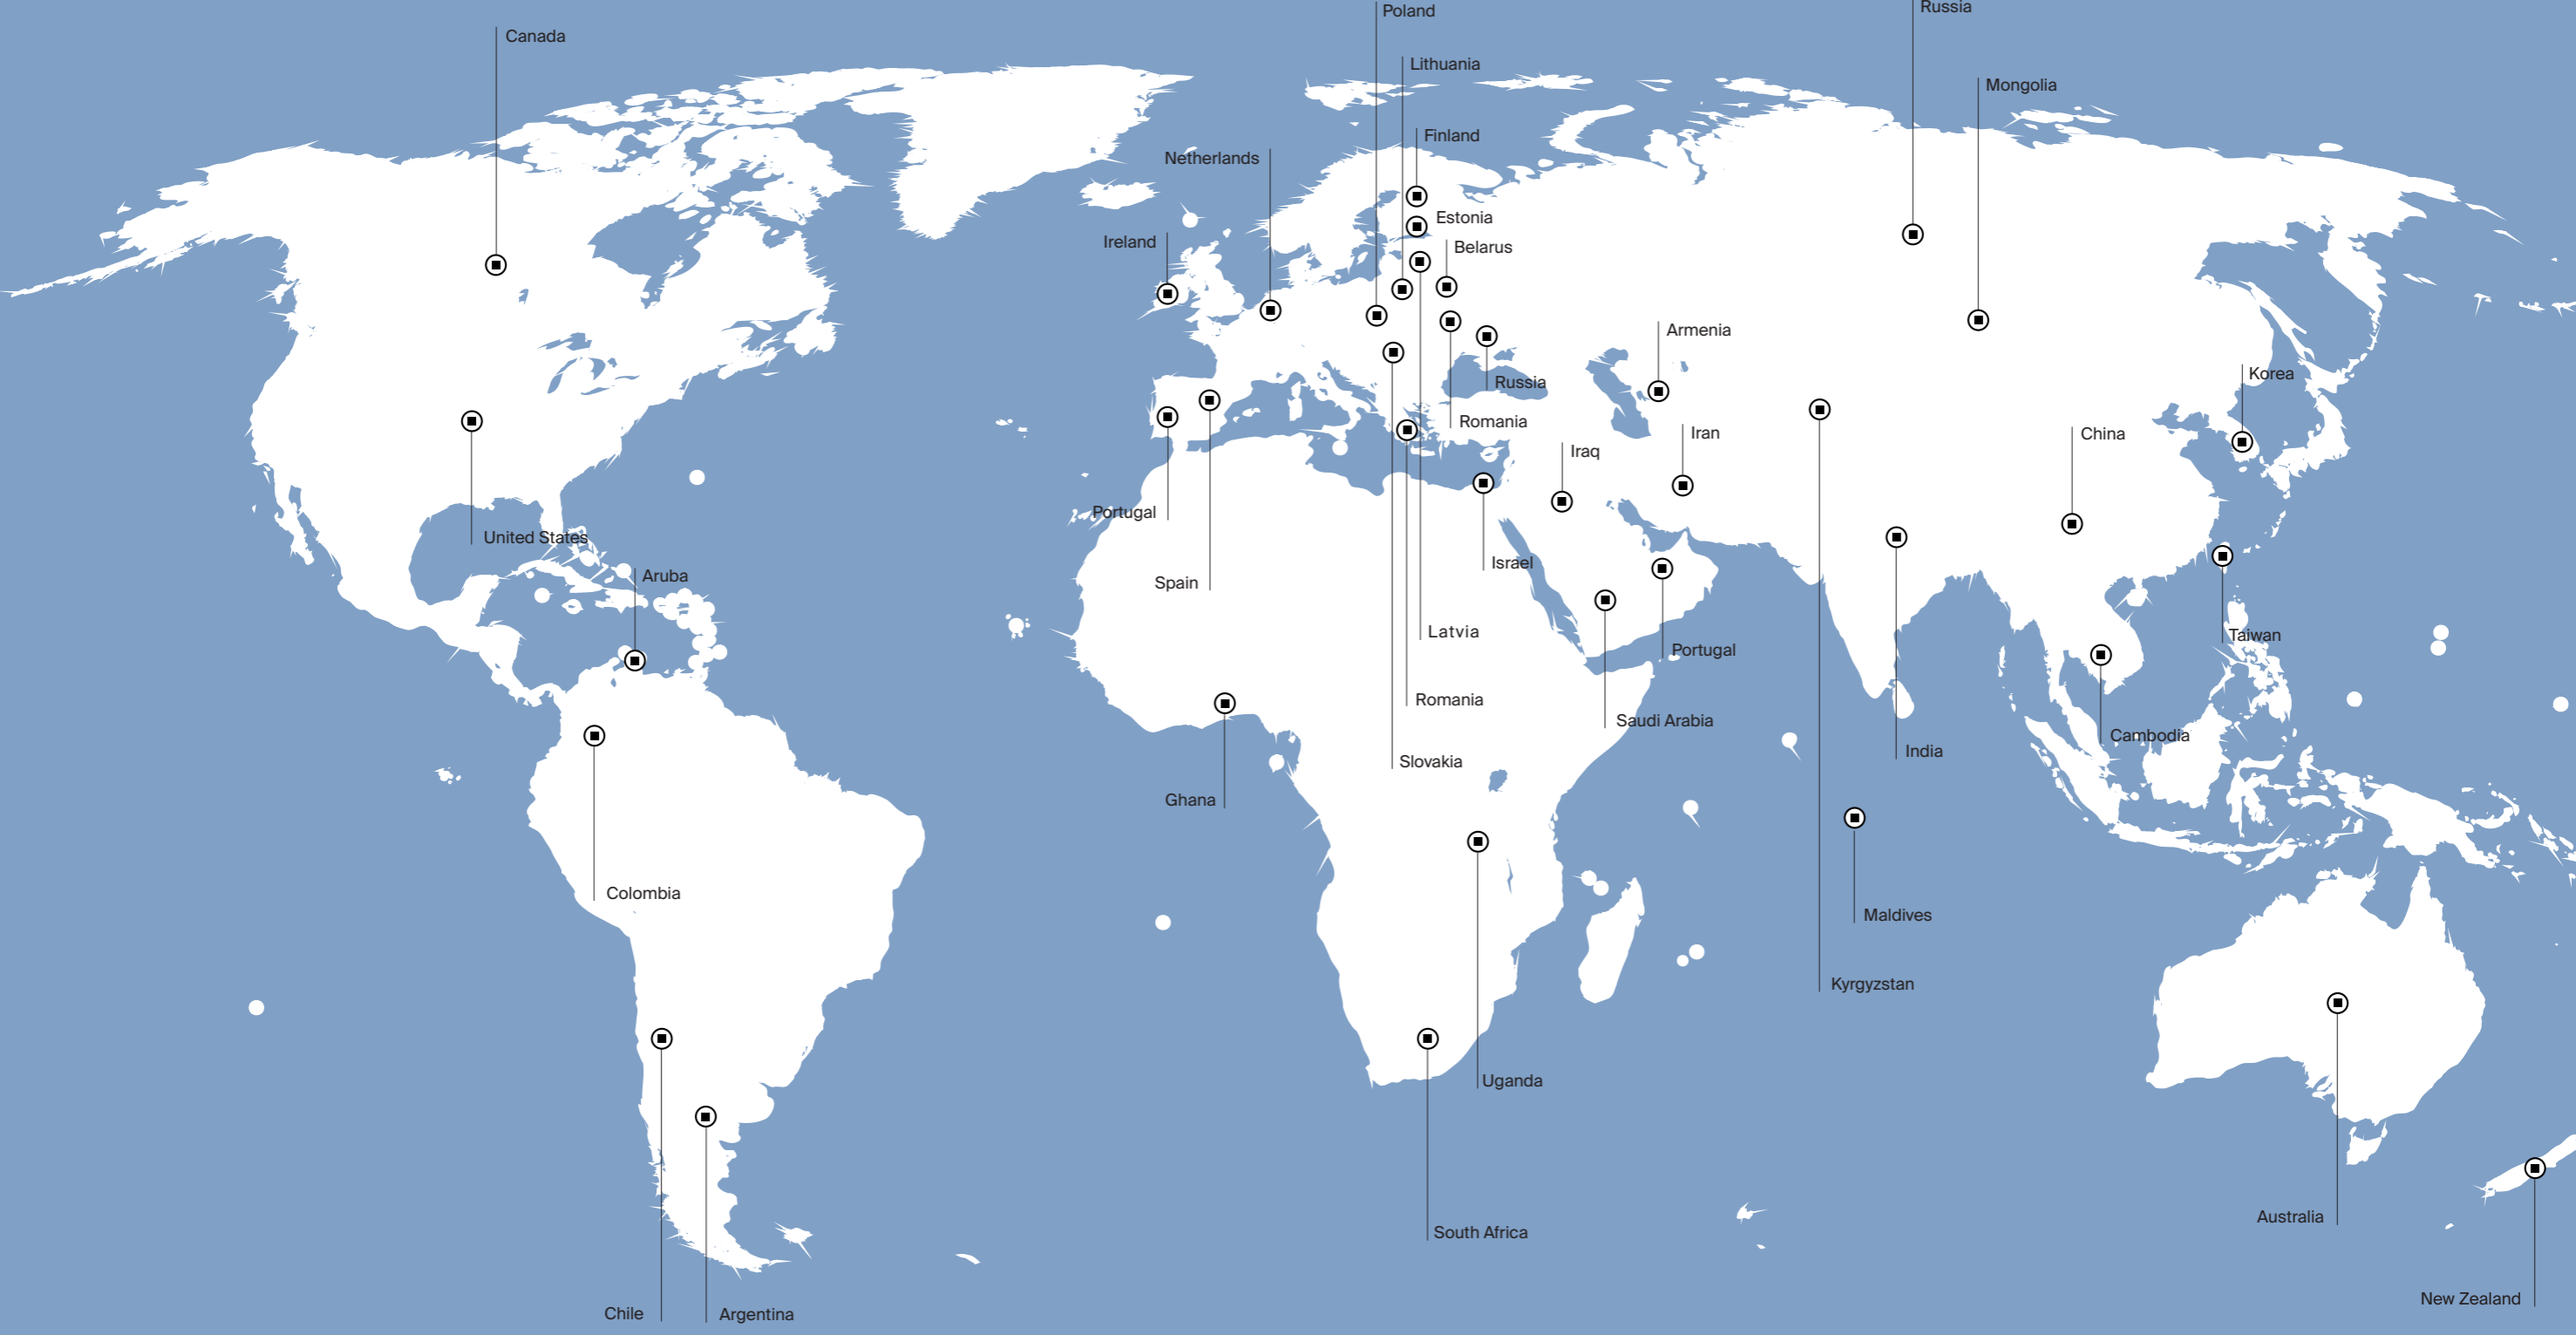 Russia
Poland
Canada
Lithuania
Mongolia
Finland
Netherlands
Estonia
Ireland
Belarus
Armenia
Korea
Russia
Romania
Iran
China
Iraq
Portugal
United States
Israel
Aruba
Spain
Latvia
Taiwan
Portugal
Romania
Saudi Arabia
Cambodia
India
Slovakia
Ghana
Colombia
Maldives
Kyrgyzstan
Uganda
Australia
South Africa
New Zealand
Chile
Argentina